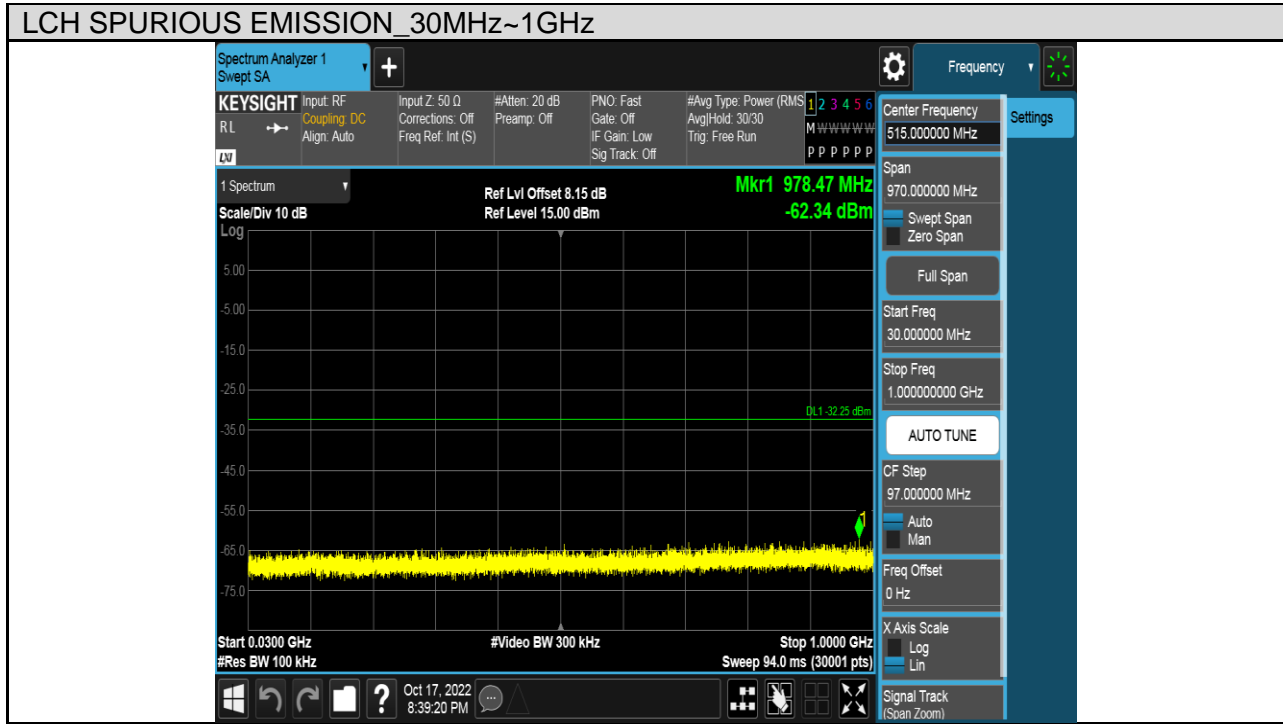 LCH SPURIOUS EMISSION_30MHz~1GHz
Spectrum Analyzer 1
Swept SA
+
Frequency
KEYSIGHT
RL
LXI
Input: RF
Coupling: DC
Align: Auto
Input Z: 50 Ω
Corrections: Off
Freq Ref: Int (S)
#Atten: 20 dB
Preamp: Off
PNO: Fast
Gate: Off
IF Gain: Low
Sig Track: Off
#Avg Type: Power (RMS
Avg|Hold: 30/30
Trig: Free Run
1 2 3 4 5 6
M W W W W W
P P P P P P
1 Spectrum
Scale/Div 10 dB
Log
Ref Lvl Offset 8.15 dB
Ref Level 15.00 dBm
Mkr1 978.47 MHz
-62.34 dBm
5.00
-5.00
-15.0
-25.0
DL1 -32.25 dBm
-35.0
-45.0
-55.0
1
-65.0
-75.0
Start 0.0300 GHz
#Res BW 100 kHz
#Video BW 300 kHz
Stop 1.0000 GHz
Sweep 94.0 ms (30001 pts)
Center Frequency
515.000000 MHz
Settings
Span
970.000000 MHz
Swept Span
Zero Span
Full Span
Start Freq
30.000000 MHz
Stop Freq
1.000000000 GHz
AUTO TUNE
CF Step
97.000000 MHz
Auto
Man
Freq Offset
0 Hz
X Axis Scale
Log
Lin
Signal Track
(Span Zoom)
?
Oct 17, 2022
8:39:20 PM